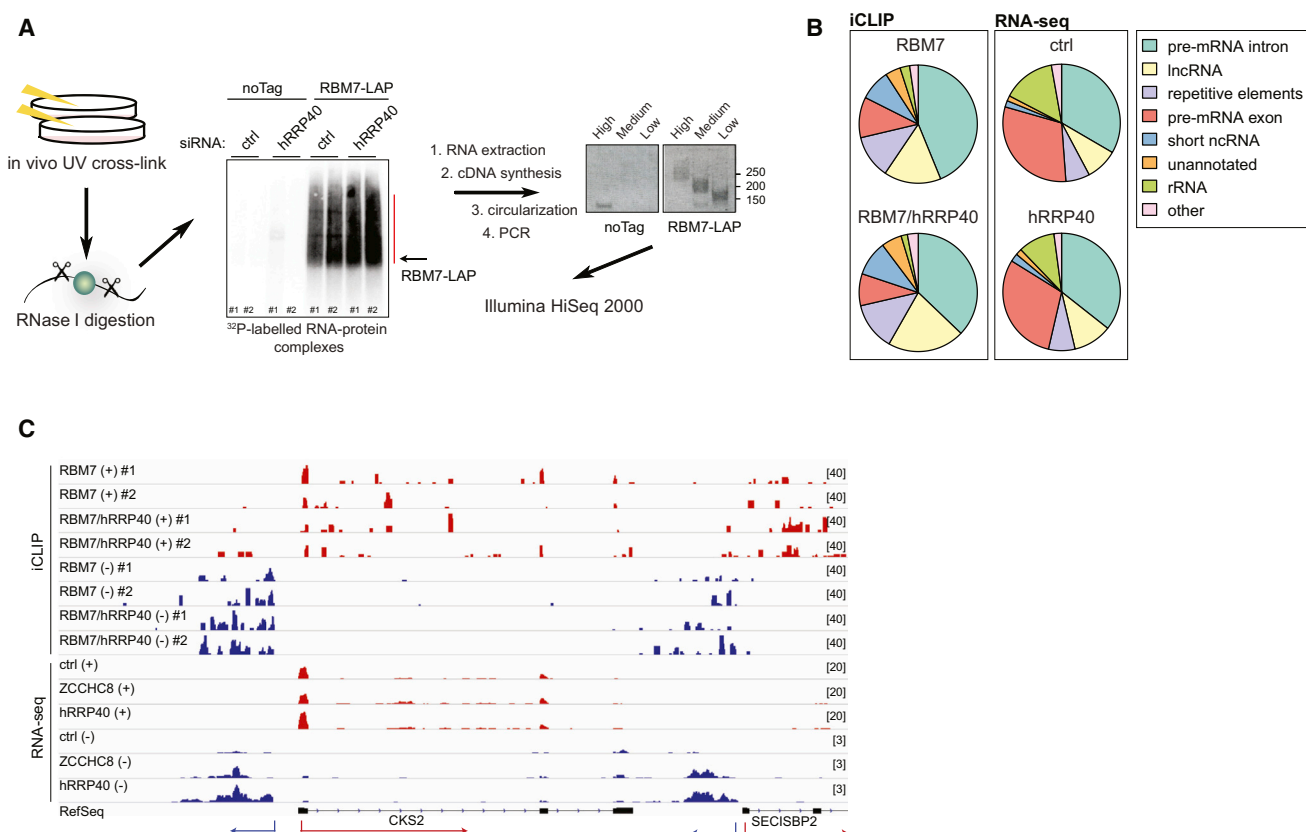 A
in vivo UV cross-link
RNase I digestion
noTag
RBM7-LAP
siRNA:
ctrl
hRRP40
ctrl
hRRP40
#1
#2
#1
#2
#1
#2
#1
#2
RBM7-LAP
32P-labelled RNA-protein
complexes
1. RNA extraction
2. cDNA synthesis
3. circularization
4. PCR
High
Medium
Low
High
Medium
Low
250
200
150
noTag
RBM7-LAP
Illumina HiSeq 2000
B
iCLIP
RNA-seq
RBM7
ctrl
RBM7/hRRP40
hRRP40
pre-mRNA intron
lncRNA
repetitive elements
pre-mRNA exon
short ncRNA
unannotated
rRNA
other
C
iCLIP
RBM7 (+) #1 [40]
RBM7 (+) #2 [40]
RBM7/hRRP40 (+) #1 [40]
RBM7/hRRP40 (+) #2 [40]
RBM7 (-) #1 [40]
RBM7 (-) #2 [40]
RBM7/hRRP40 (-) #1 [40]
RBM7/hRRP40 (-) #2 [40]
RNA-seq
ctrl (+) [20]
ZCCHC8 (+) [20]
hRRP40 (+) [20]
ctrl (-) [3]
ZCCHC8 (-) [3]
hRRP40 (-) [3]
RefSeq
CKS2
SECISBP2